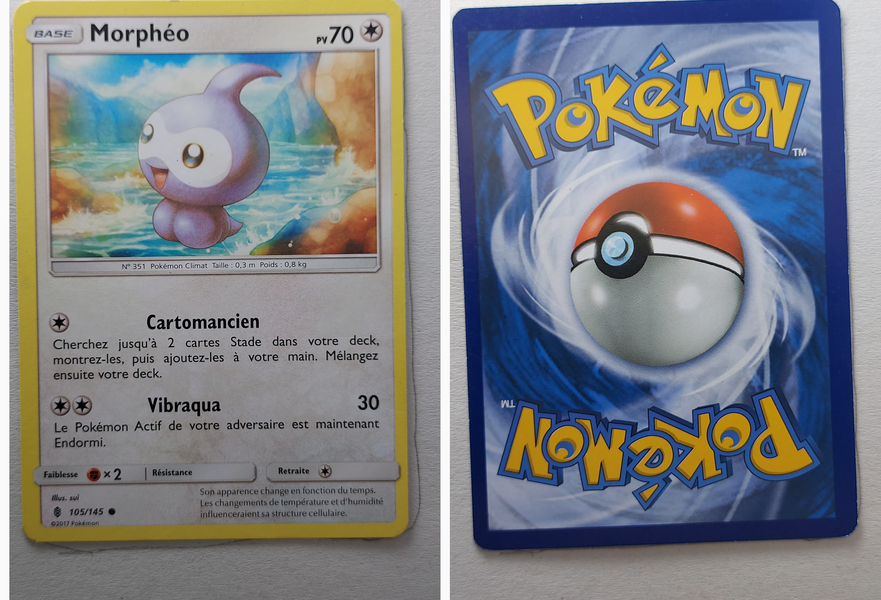 BASE Morphéo PV 70
N° 351 Pokémon Climat Taille : 0,3 m Poids : 0,8 kg
Cartomancien
Cherchez jusqu'à 2 cartes Stade dans votre deck,
montrez-les, puis ajoutez-les à votre main. Mélangez
ensuite votre deck.
Vibraqua 30
Le Pokémon Actif de votre adversaire est maintenant
Endormi.
Faiblesse × 2 Résistance Retraite
Illus. sui
105/145
©2017 Pokémon
Son apparence change en fonction du temps.
Les changements de température et d'humidité
influenceraient sa structure cellulaire.
POKéMON
TM
TM
POKéMON